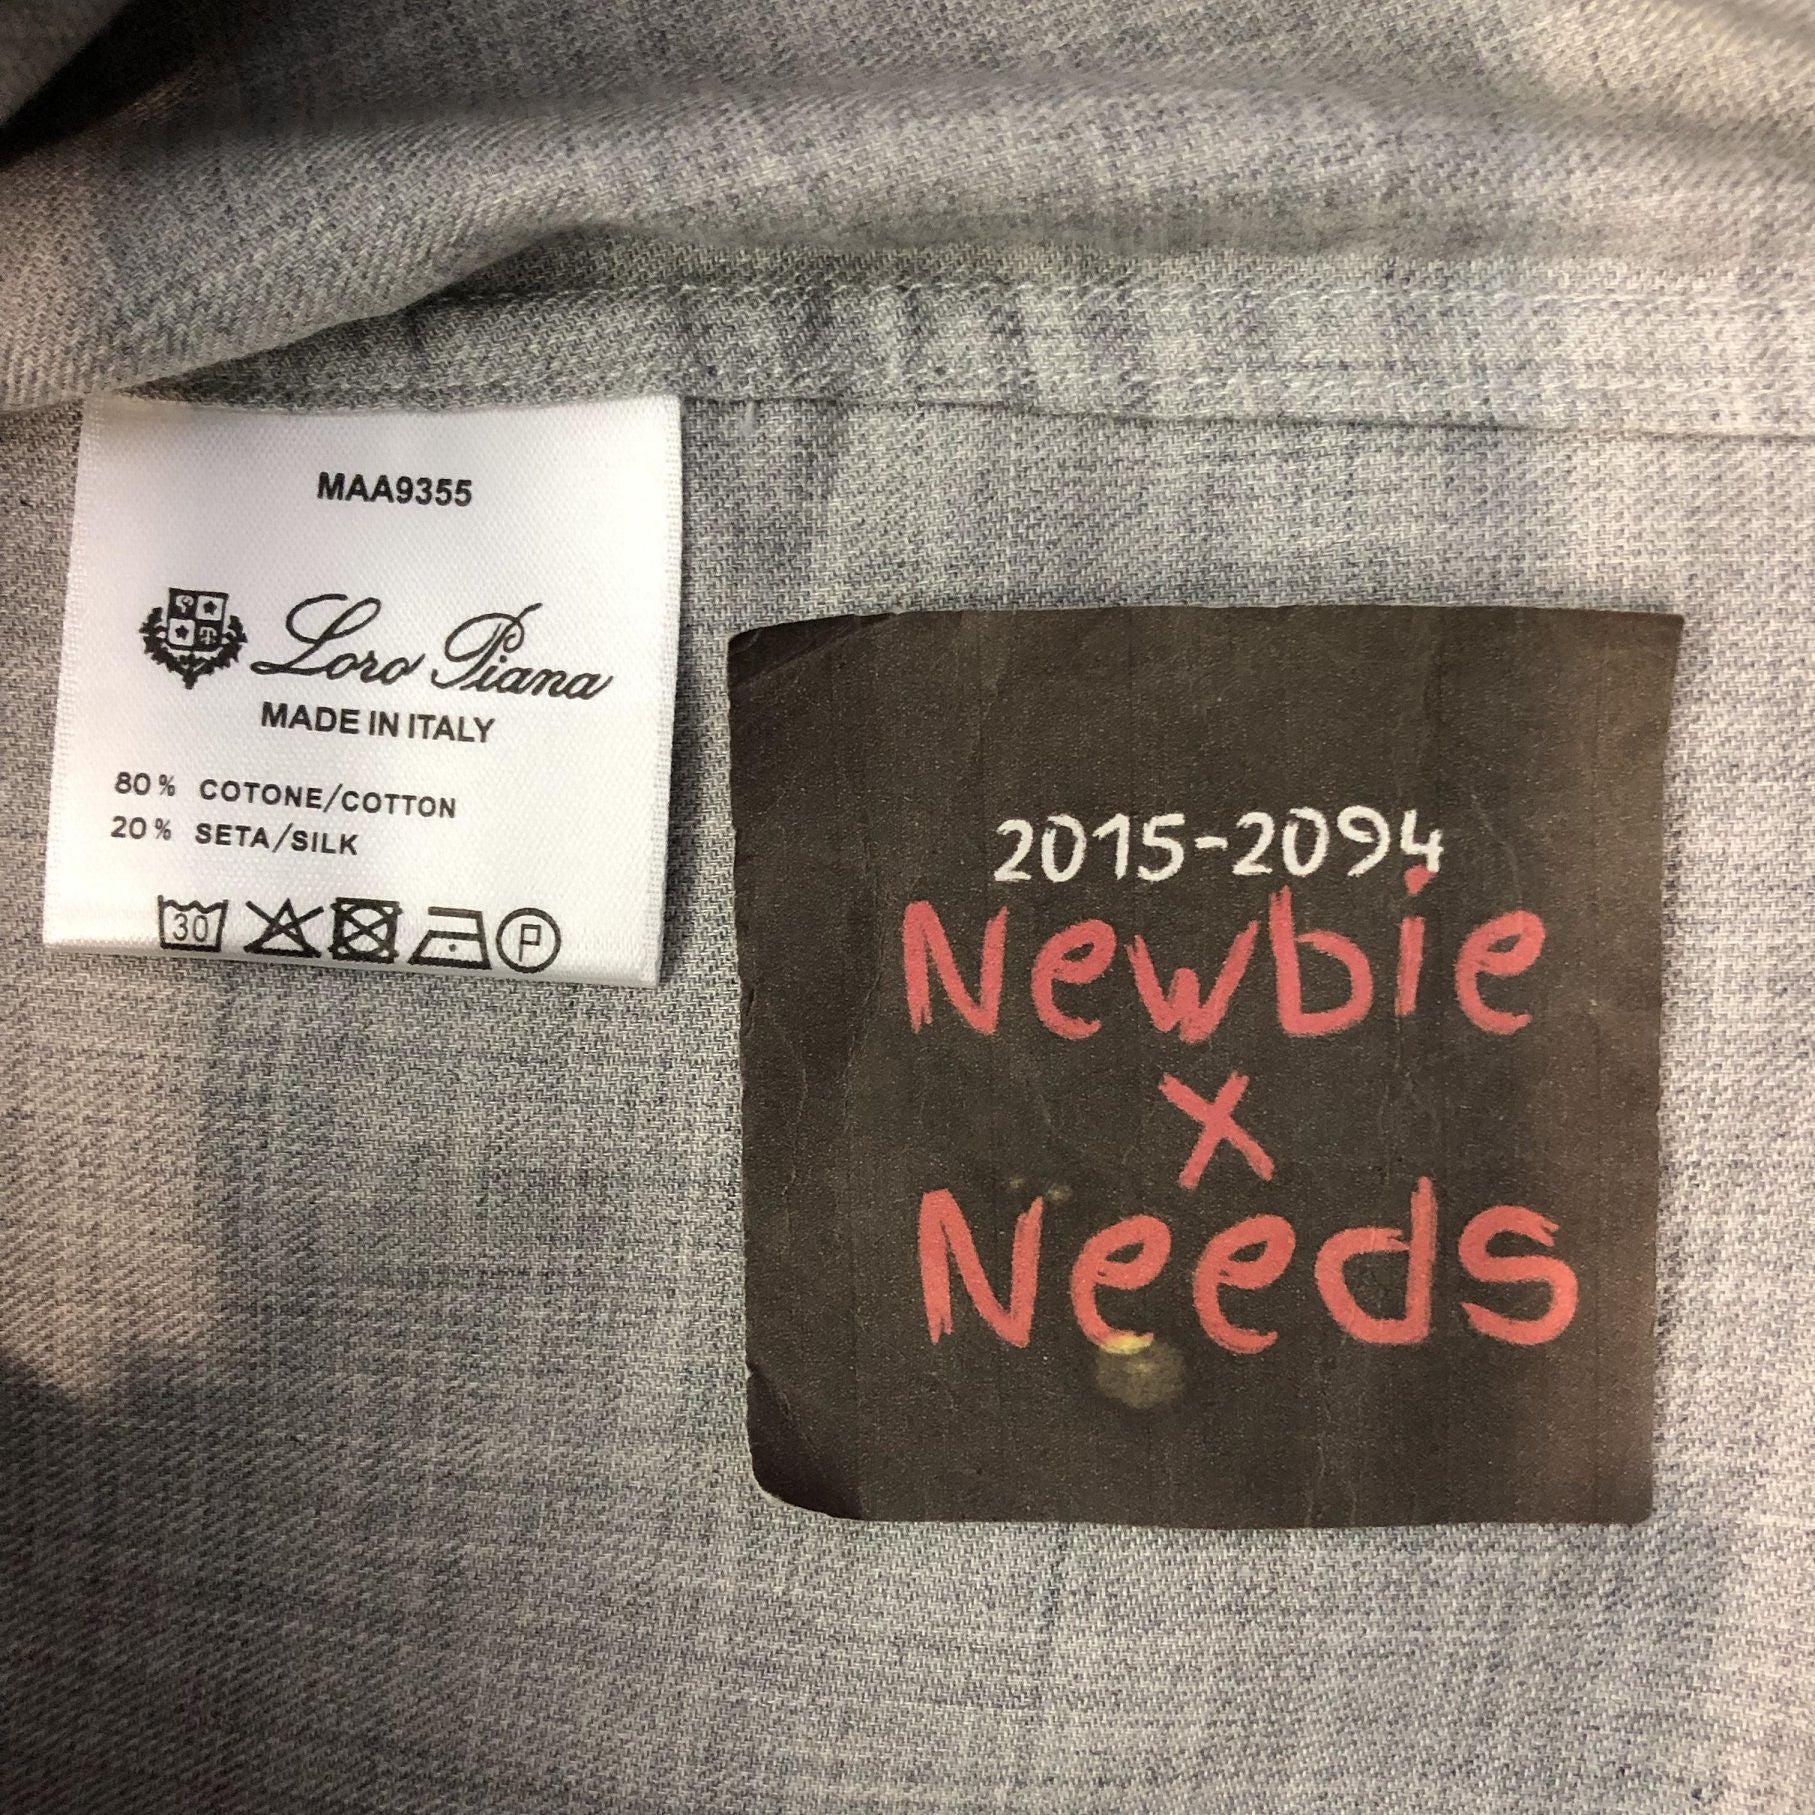 MAA9355
Loro Piana
MADE IN ITALY
80% COTONE/COTTON
20% SETA/SILK
30 P
2015-2094
Newbie
x
Needs